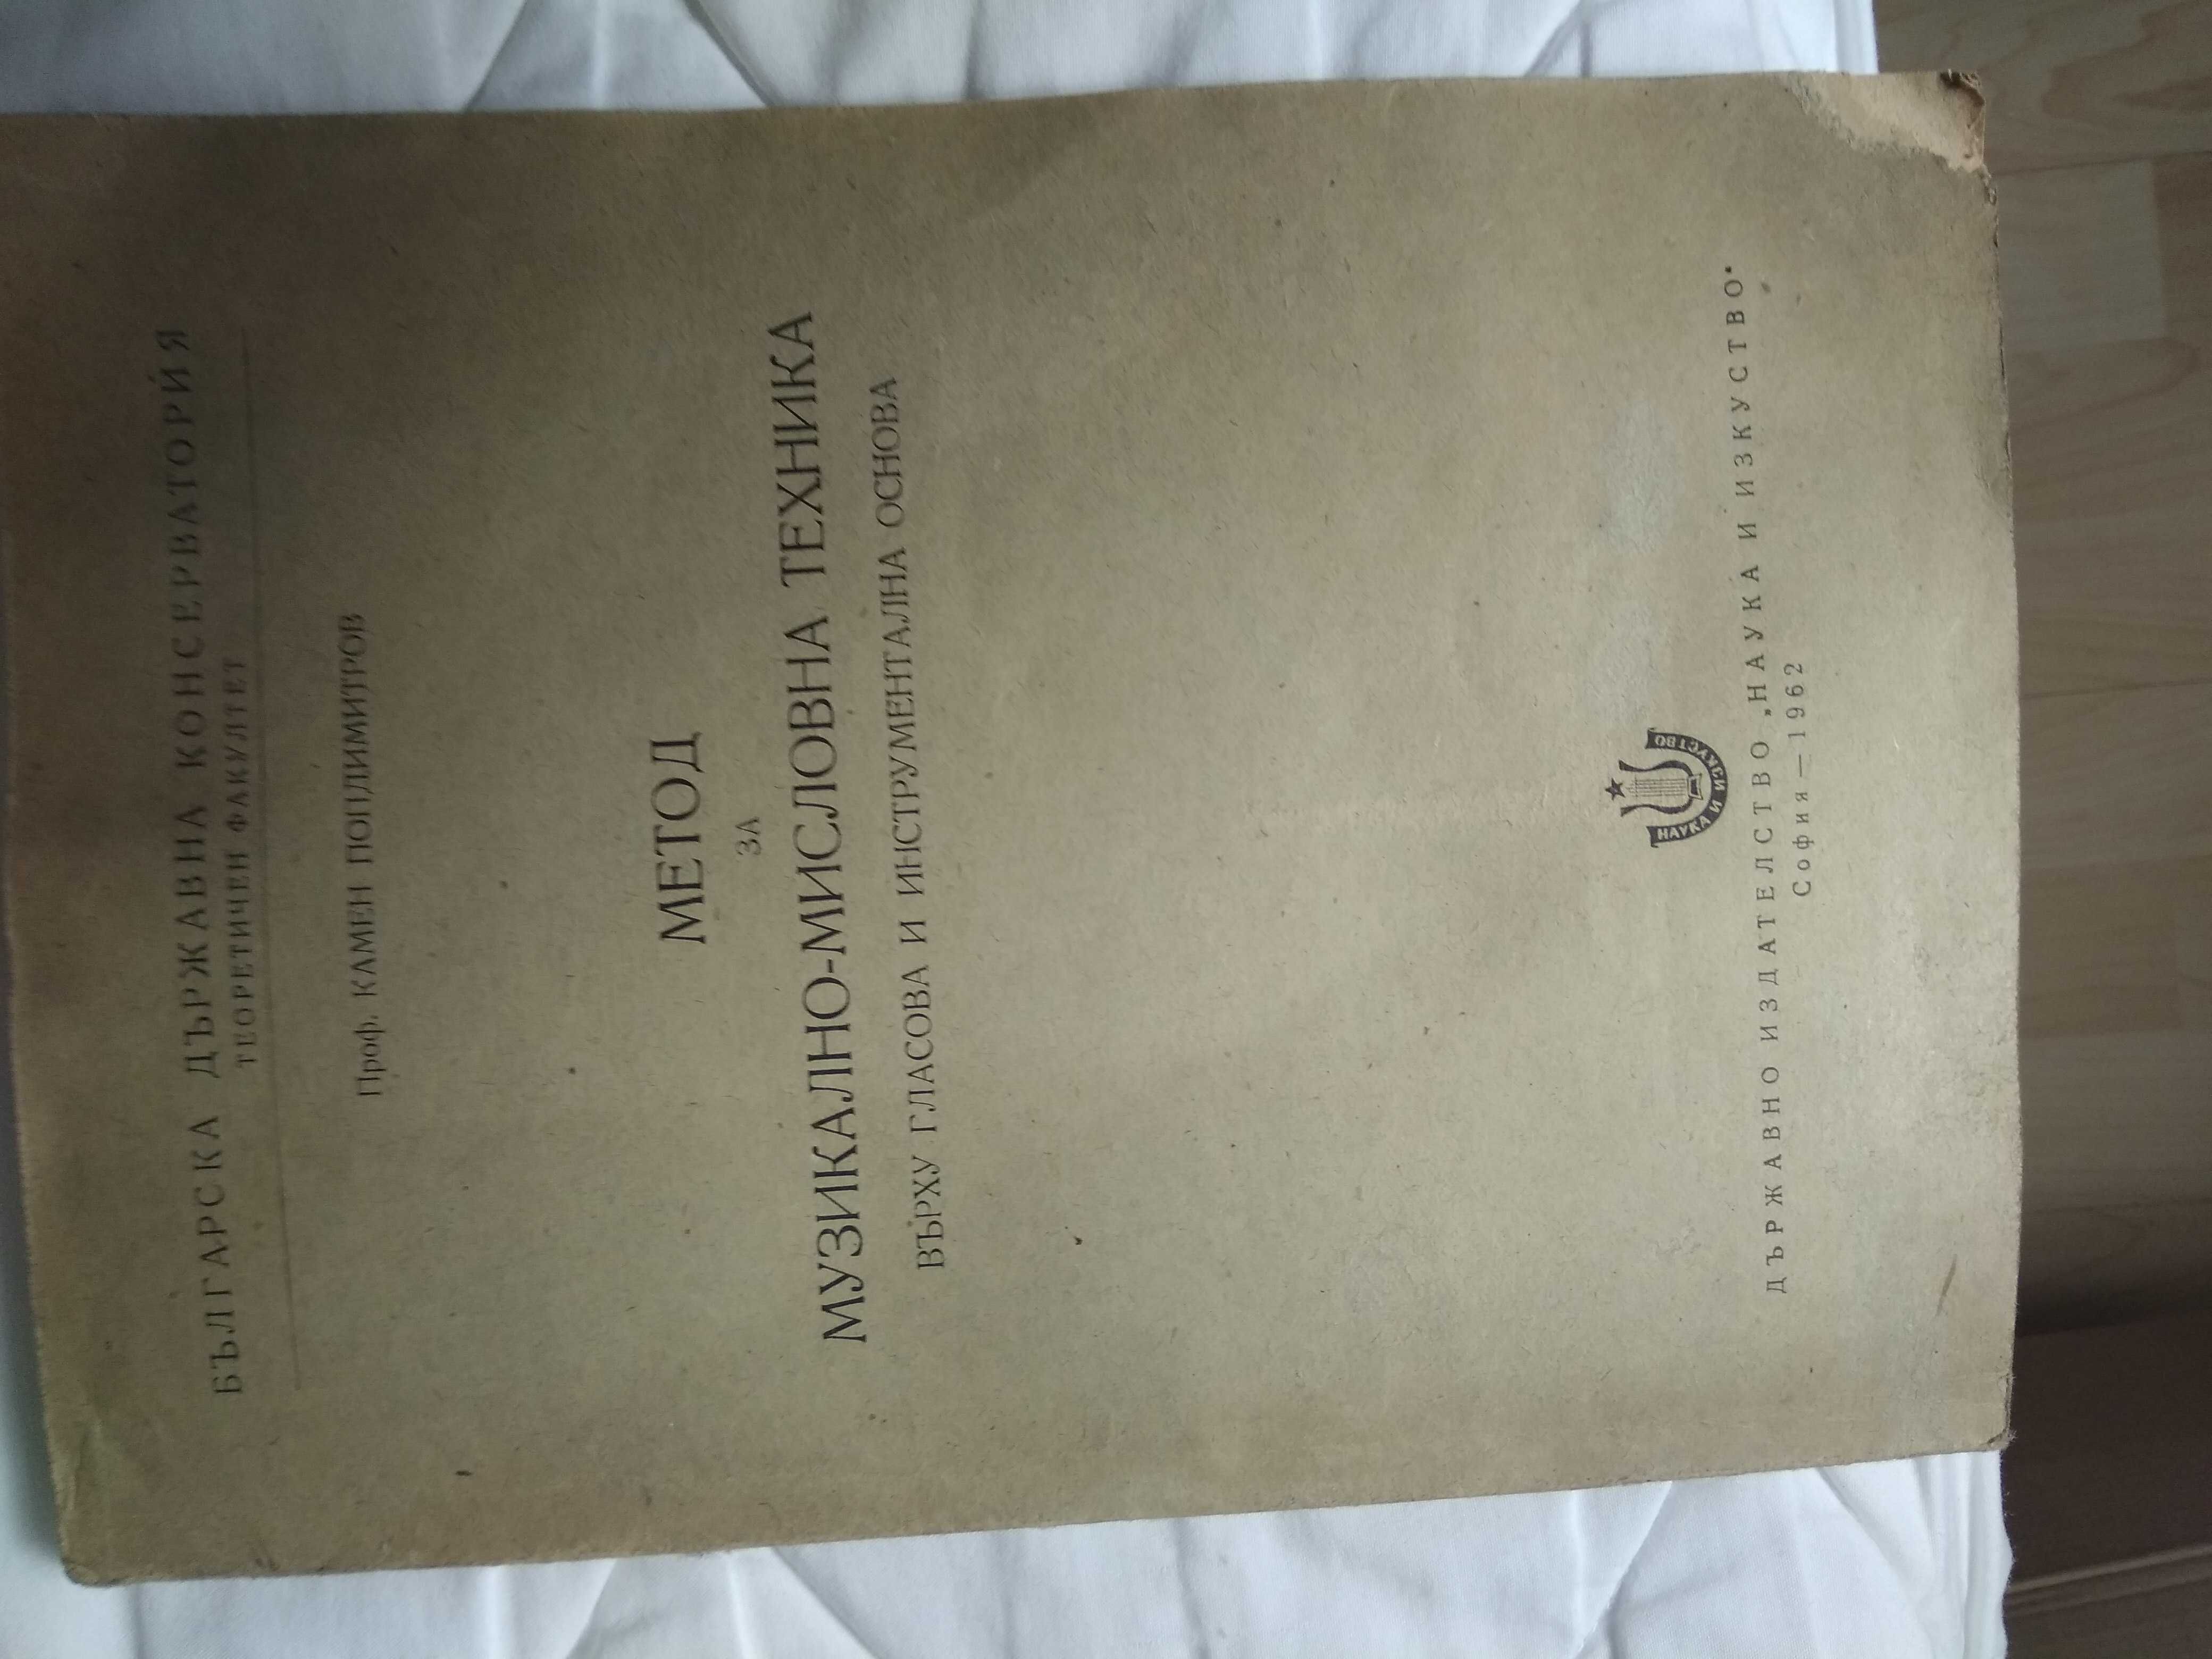 БЪЛГАРСКА ДЪРЖАВНА КОНСЕРВАТОРИЯ
ТЕОРЕТИЧЕН ФАКУЛТЕТ
Проф. КАМЕН ПОПДИМИТРОВ
МЕТОД
ЗА
МУЗИКАЛНО-МИСЛОВНА ТЕХНИКА
ВЪРХУ ГЛАСОВА И ИНСТРУМЕНТАЛНА ОСНОВА
НАУКА И ИЗКУСТВО
ДЪРЖАВНО ИЗДАТЕЛСТВО „НАУКА И ИЗКУСТВО“
София—1962